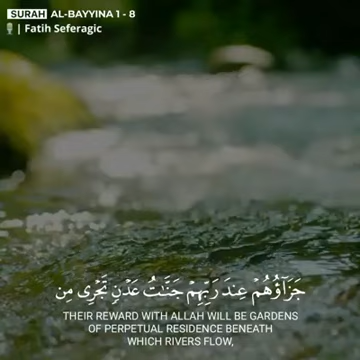 SURAH AL-BAYYINA 1 - 8
| Fatih Seferagic
جَزَآؤُهُمْ عِندَ رَبِّهِمْ جَنَّـٰتُ عَدْنٍ تَجْرِى مِن
THEIR REWARD WITH ALLAH WILL BE GARDENS
OF PERPETUAL RESIDENCE BENEATH
WHICH RIVERS FLOW,